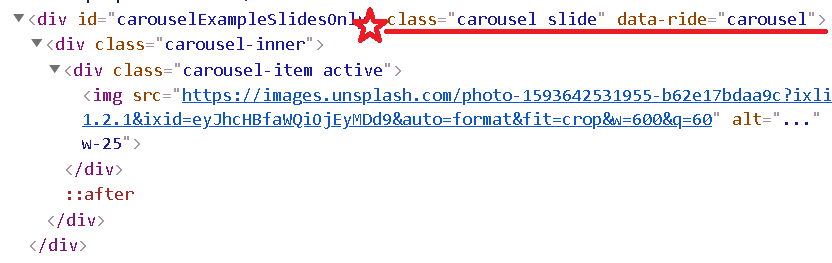 <div id="carouselExampleSlidesOnl class="carousel slide" data-ride="carousel">
<div class="carousel-inner">
<div class="carousel-item active">
<img src="https://images.unsplash.com/photo-1593642531955-b62e17bdaa9c?ixli
1.2.1&ixid=eyJhcHBfaWQiOjEyMDd9&auto=format&fit=crop&w=600&q=60" alt="..."
w-25">
</div>
::after
</div>
</div>